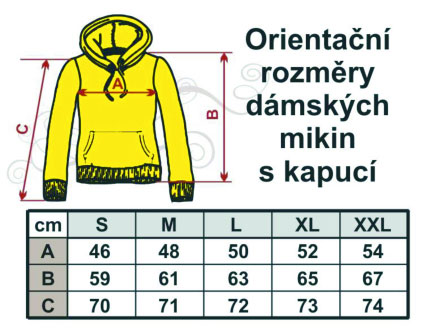 A
B
C
Orientační
rozměry
dámských
mikin
s kapucí
cm S M L XL XXL
A 46 48 50 52 54
B 59 61 63 65 67
C 70 71 72 73 74